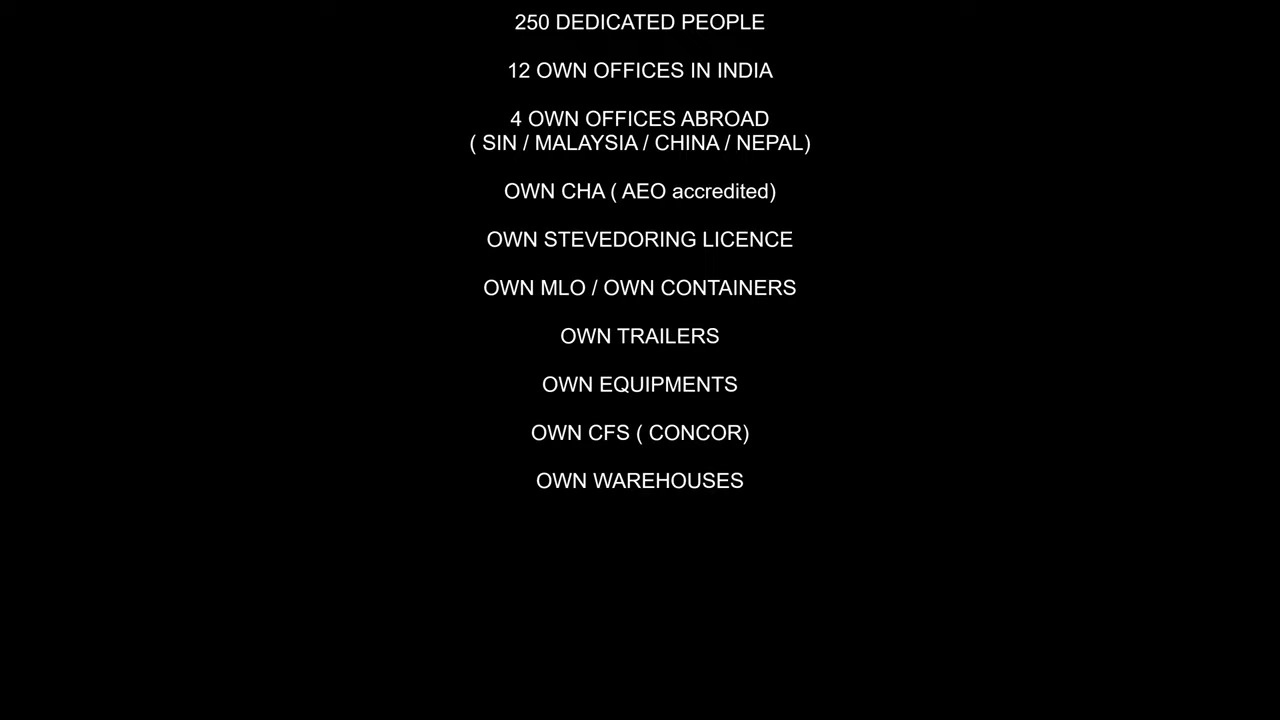 250 DEDICATED PEOPLE
12 OWN OFFICES IN INDIA
4 OWN OFFICES ABROAD
( SIN / MALAYSIA / CHINA / NEPAL)
OWN CHA ( AEO accredited)
OWN STEVEDORING LICENCE
OWN MLO / OWN CONTAINERS
OWN TRAILERS
OWN EQUIPMENTS
OWN CFS ( CONCOR)
OWN WAREHOUSES